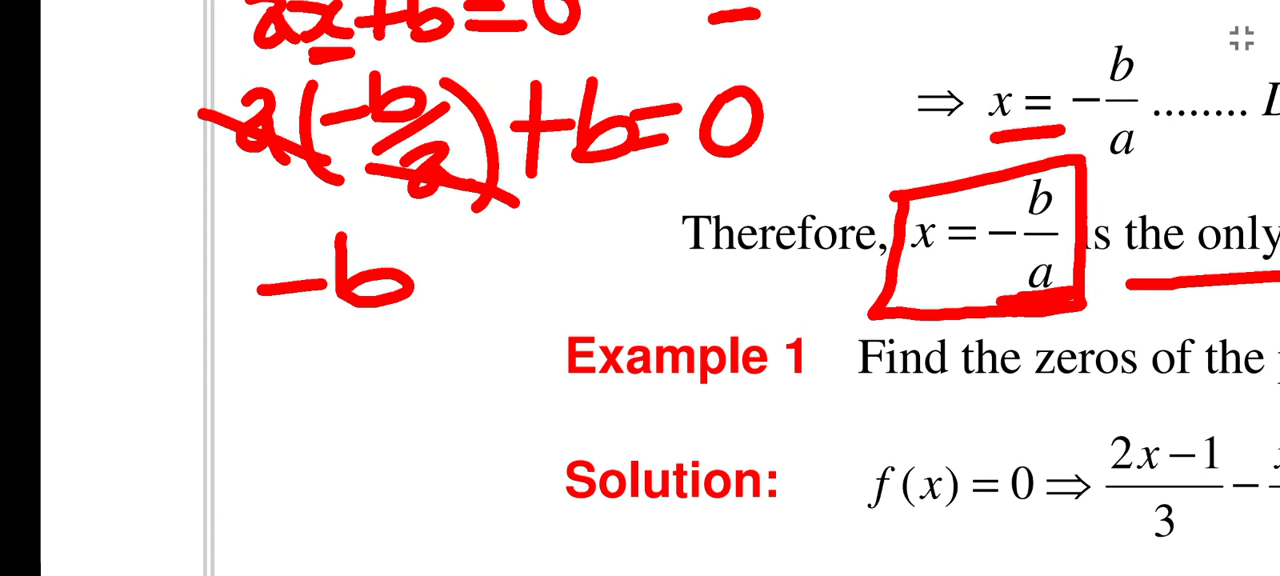 ax+b=0
⇒ x = -b/a ........
a(-b/a)+b=0
Therefore, x = -b/a is the only
-b
Example 1 Find the zeros of the
Solution: f(x) = 0 ⇒ (2x-1)/3 -